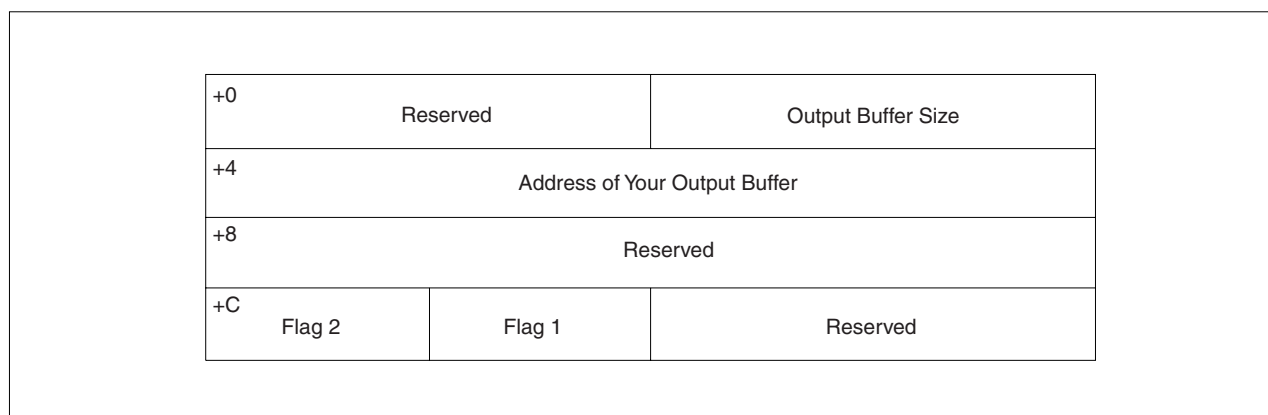 +0
Reserved
Output Buffer Size
+4
Address of Your Output Buffer
+8
Reserved
+C
Flag 2
Flag 1
Reserved